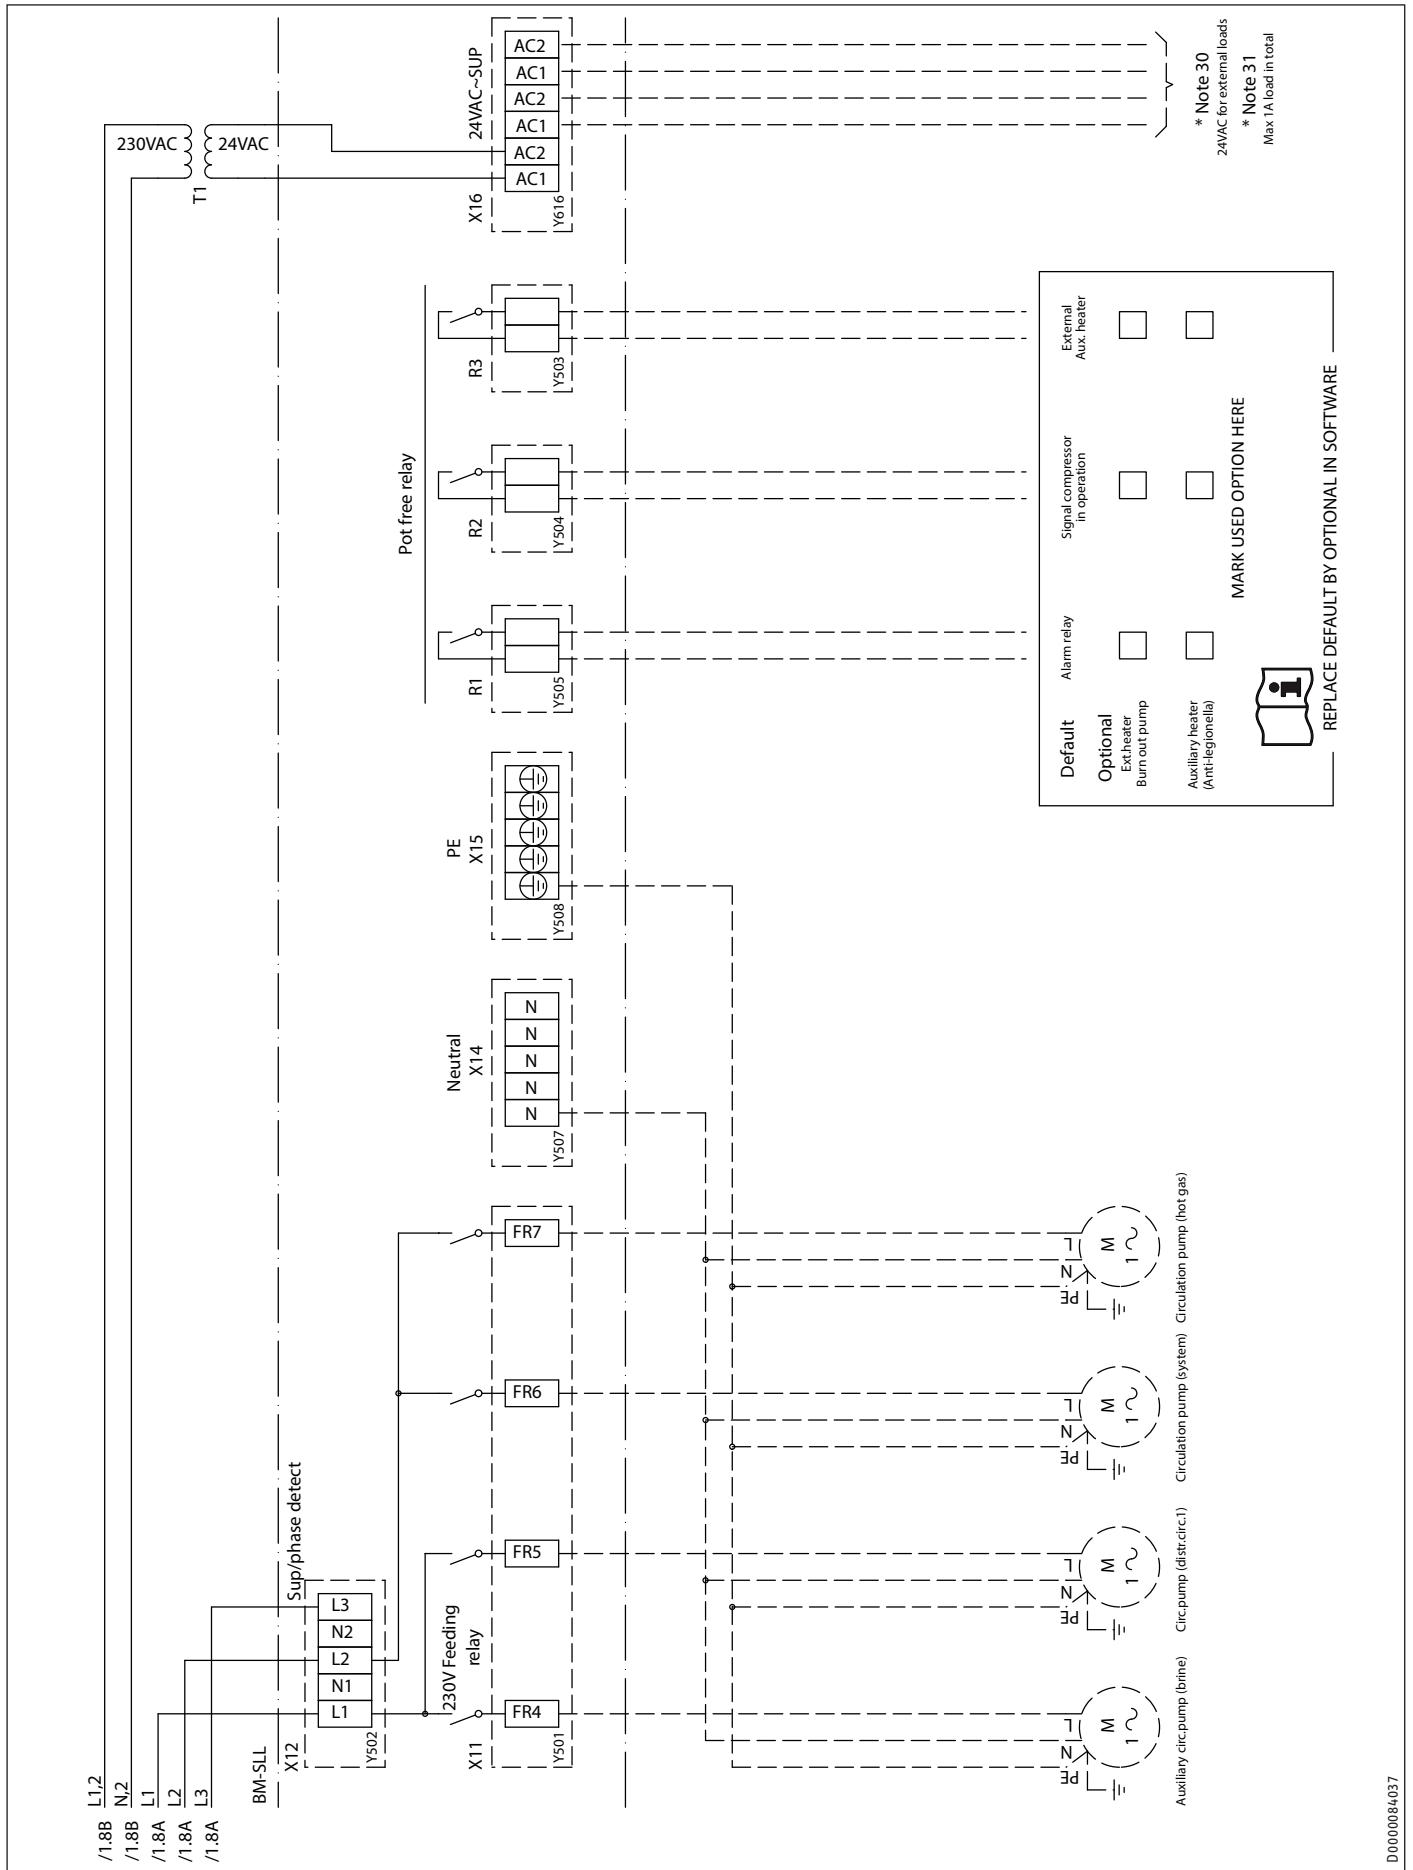 /1.8B L1,2
/1.8B N,2
/1.8A L1
/1.8A L2
/1.8A L3
230VAC
24VAC
T1
BM-SLL
X12
Sup/phase detect
L1
N1
L2
N2
L3
Y502
230V Feeding
relay
X11
FR4
FR5
FR6
FR7
Y501
Neutral
X14
N
N
N
N
N
Y507
PE
X15
Y508
Pot free relay
R1
Y505
R2
Y504
R3
Y503
X16
24VAC~SUP
AC1
AC2
AC1
AC2
AC1
AC2
Y616
PE
N
L
M
1
Auxiliary circ.pump (brine)
PE
N
L
M
1
Circ.pump (distr.circ.1)
PE
N
L
M
1
Circulation pump (system)
PE
N
L
M
1
Circulation pump (hot gas)
Default
Alarm relay
Signal compressor
in operation
External
Aux. heater
Optional
Ext.heater
Burn out pump
Auxiliary heater
(Anti-legionella)
MARK USED OPTION HERE
i
REPLACE DEFAULT BY OPTIONAL IN SOFTWARE
* Note 30
24VAC for external loads
* Note 31
Max 1A load in total
D0000084037